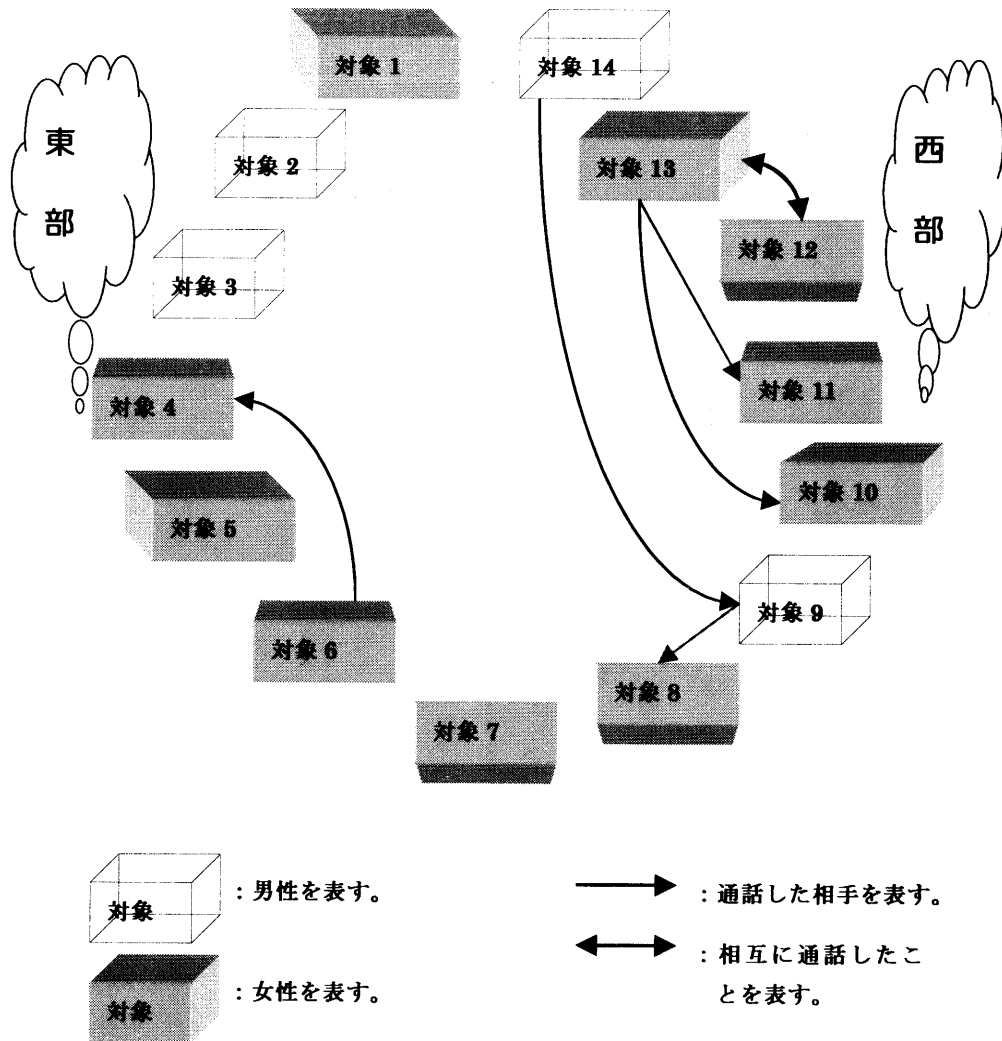 対象 1
対象 14
東部
対象 2
対象 13
西部
対象 12
対象 3
対象 4
対象 11
対象 10
対象 5
対象 9
対象 6
対象 8
対象 7
対象
：男性を表す。
：通話した相手を表す。
：相互に通話したこ
とを表す。
対象
：女性を表す。